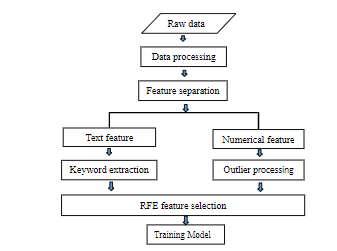 Raw data
Data processing
Feature separation
Text feature
Numerical feature
Keyword extraction
Outlier processing
RFE feature selection
Training Model